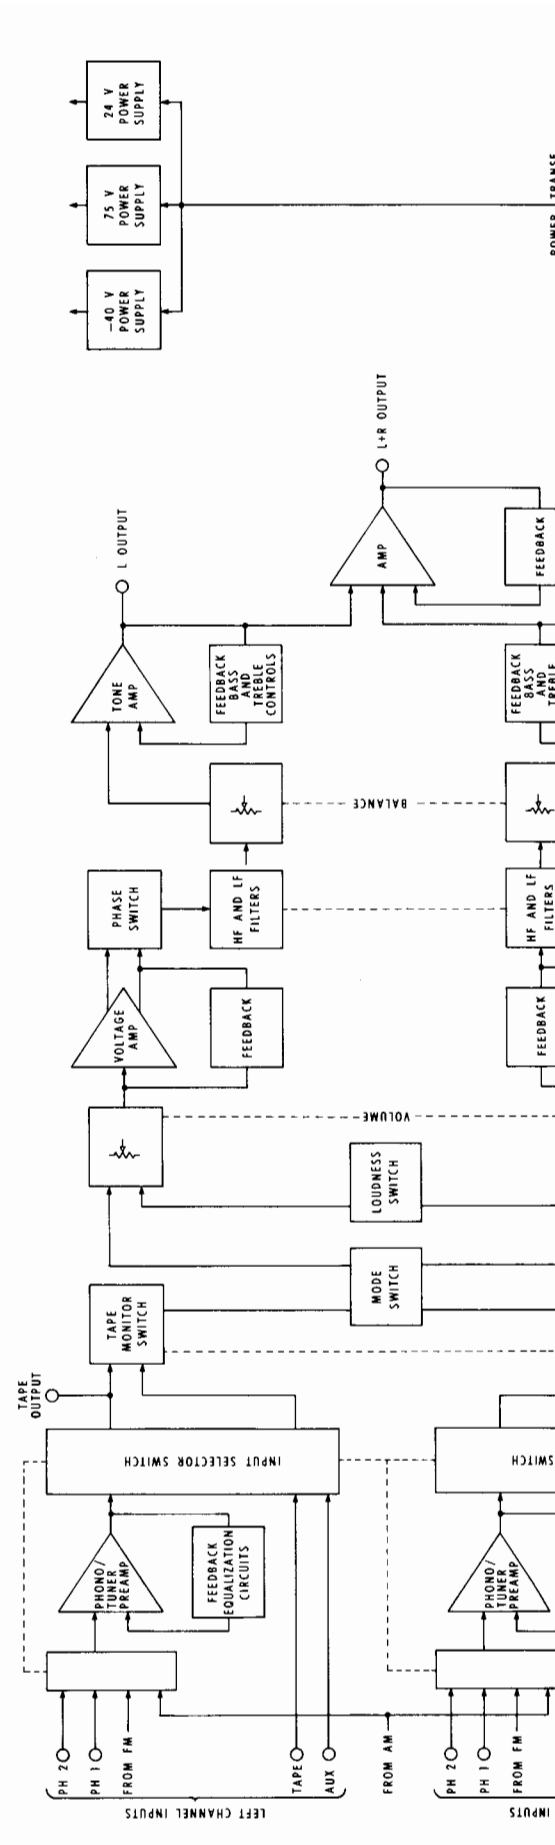 24 V
POWER
SUPPLY
75 V
POWER
SUPPLY
–40 V
POWER
SUPPLY
L OUTPUT
L+R OUTPUT
TONE
AMP
AMP
FEEDBACK
BASS
AND
TREBLE
CONTROLS
FEEDBACK
FEEDBACK
BASS
AND
TREBLE
BALANCE
PHASE
SWITCH
HF AND LF
FILTERS
HF AND LF
FILTERS
VOLTAGE
AMP
FEEDBACK
FEEDBACK
VOLUME
LOUDNESS
SWITCH
MODE
SWITCH
TAPE
MONITOR
SWITCH
TAPE
OUTPUT
INPUT SELECTOR SWITCH
SWITCH
PHONO/
TUNER
PREAMP
FEEDBACK
EQUALIZATION
CIRCUITS
PHONO/
TUNER
PREAMP
PH 2
PH 1
FROM FM
TAPE
AUX
FROM AM
PH 2
PH 1
FROM FM
LEFT CHANNEL INPUTS
INPUTS
POWER